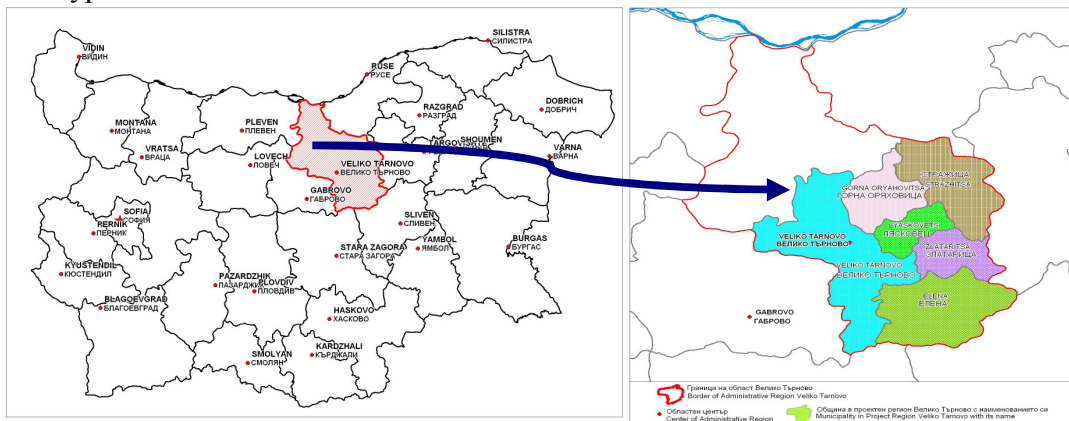 VIDIN
ВИДИН
SILISTRA
СИЛИСТРА
RUSE
РУСЕ
DOBRICH
ДОБРИЧ
RAZGRAD
РАЗГРАД
MONTANA
МОНТАНА
PLEVEN
ПЛЕВЕН
TARGOVISHTE
SHOUMEN
VARNA
ВАРНА
VRATSA
ВРАЦА
LOVECH
ЛОВЕЧ
VELIKO TARNOVO
ВЕЛИКО ТЪРНОВО
GABROVO
ГАБРОВО
SOFIA
СОФИЯ
PERNIK
ПЕРНИК
SLIVEN
СЛИВЕН
BURGAS
БУРГАС
STARA ZAGORA
СТАРА ЗАГОРА
YAMBOL
ЯМБОЛ
KYUSTENDIL
КЮСТЕНДИЛ
PAZARDZHIK
ПАЗАРДЖИК
PLOVDIV
ПЛОВДИВ
BLAGOEVGRAD
БЛАГОЕВГРАД
HASKOVO
ХАСКОВО
KARDZHALI
КЪРДЖАЛИ
SMOLYAN
СМОЛЯН
СТРАЖИЦА
STRAZHITSA
GORNA ORYAHOVITSA
ГОРНА ОРЯХОВИЦА
LYASKOVETS
ЛЯСКОВЕЦ
VELIKO TARNOVO
ВЕЛИКО ТЪРНОВО
ZLATARITSA
ЗЛАТАРИЦА
VELIKO TARNOVO
ВЕЛИКО ТЪРНОВО
ELENA
ЕЛЕНА
GABROVO
ГАБРОВО
Граница на област Велико Търново
Border of Administrative Region Veliko Tarnovo
Областен център
Center of Administrative Region
Община в проектен регион Велико Търново с наименованието си
Municipality in Project Region Veliko Tarnovo with its name